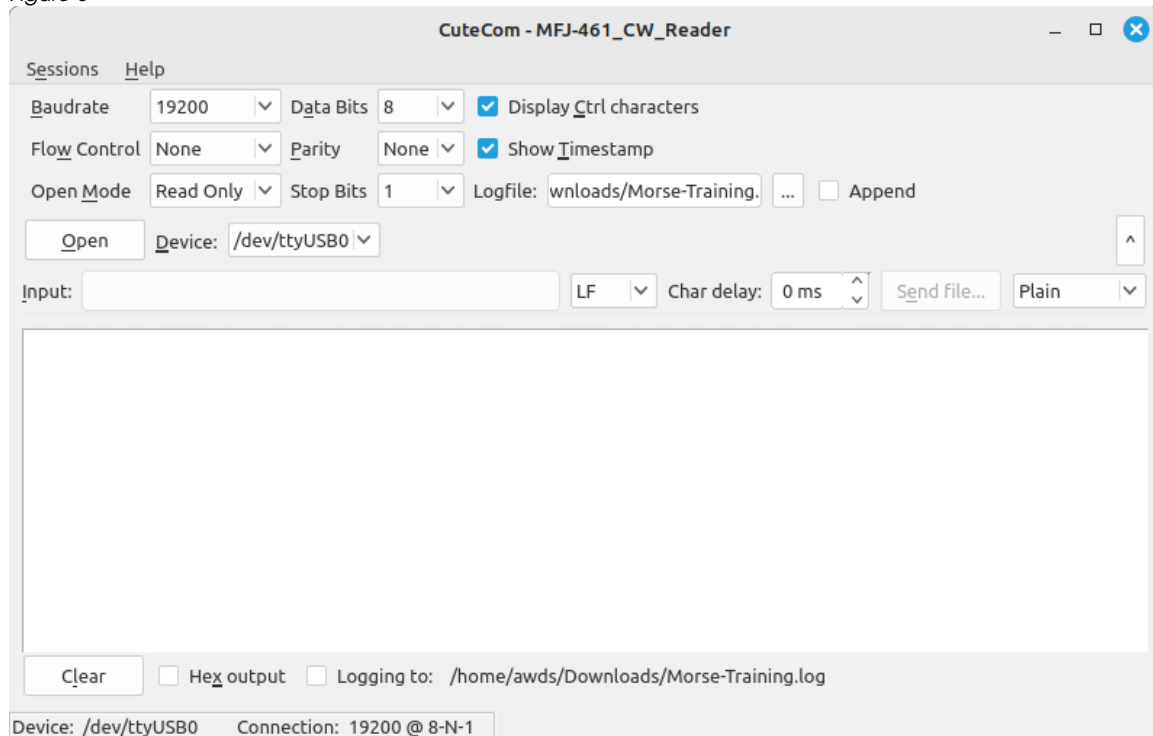 CuteCom - MFJ-461_CW_Reader
Sessions Help
Baudrate 19200 Data Bits 8 Display Ctrl characters
Flow Control None Parity None Show Timestamp
Open Mode Read Only Stop Bits 1 Logfile: wnloads/Morse-Training. ... Append
Open Device: /dev/ttyUSB0
Input: LF Char delay: 0 ms Send file... Plain
Clear Hex output Logging to: /home/awds/Downloads/Morse-Training.log
Device: /dev/ttyUSB0 Connection: 19200 @ 8-N-1